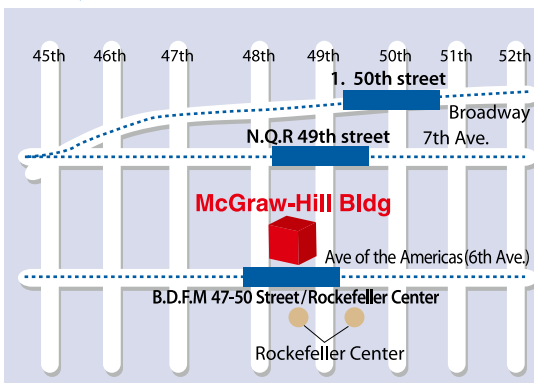 45th 46th 47th 48th 49th 50th 51th 52th
1. 50th street
Broadway
N.Q.R 49th street
7th Ave.
McGraw-Hill Bldg
Ave of the Americas(6th Ave.)
B.D.F.M 47-50 Street/Rockefeller Center
Rockefeller Center